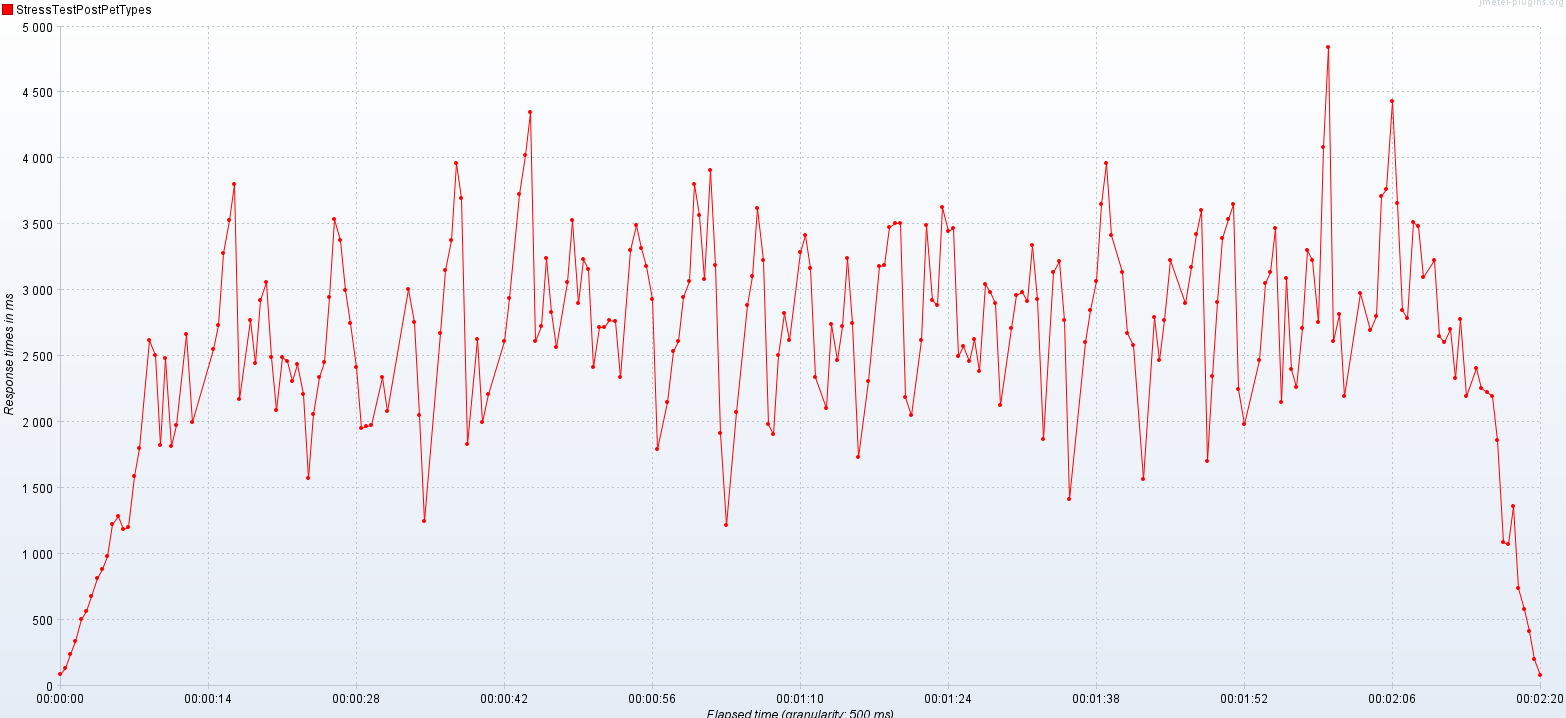 StressTestPostPetTypes
jmeter-plugins.org
5 000
4 500
4 000
3 500
3 000
2 500
2 000
1 500
1 000
500
0
Response times in ms
00:00:00 00:00:14 00:00:28 00:00:42 00:00:56 00:01:10 00:01:24 00:01:38 00:01:52 00:02:06 00:02:20
Elapsed time (granularity: 500 ms)